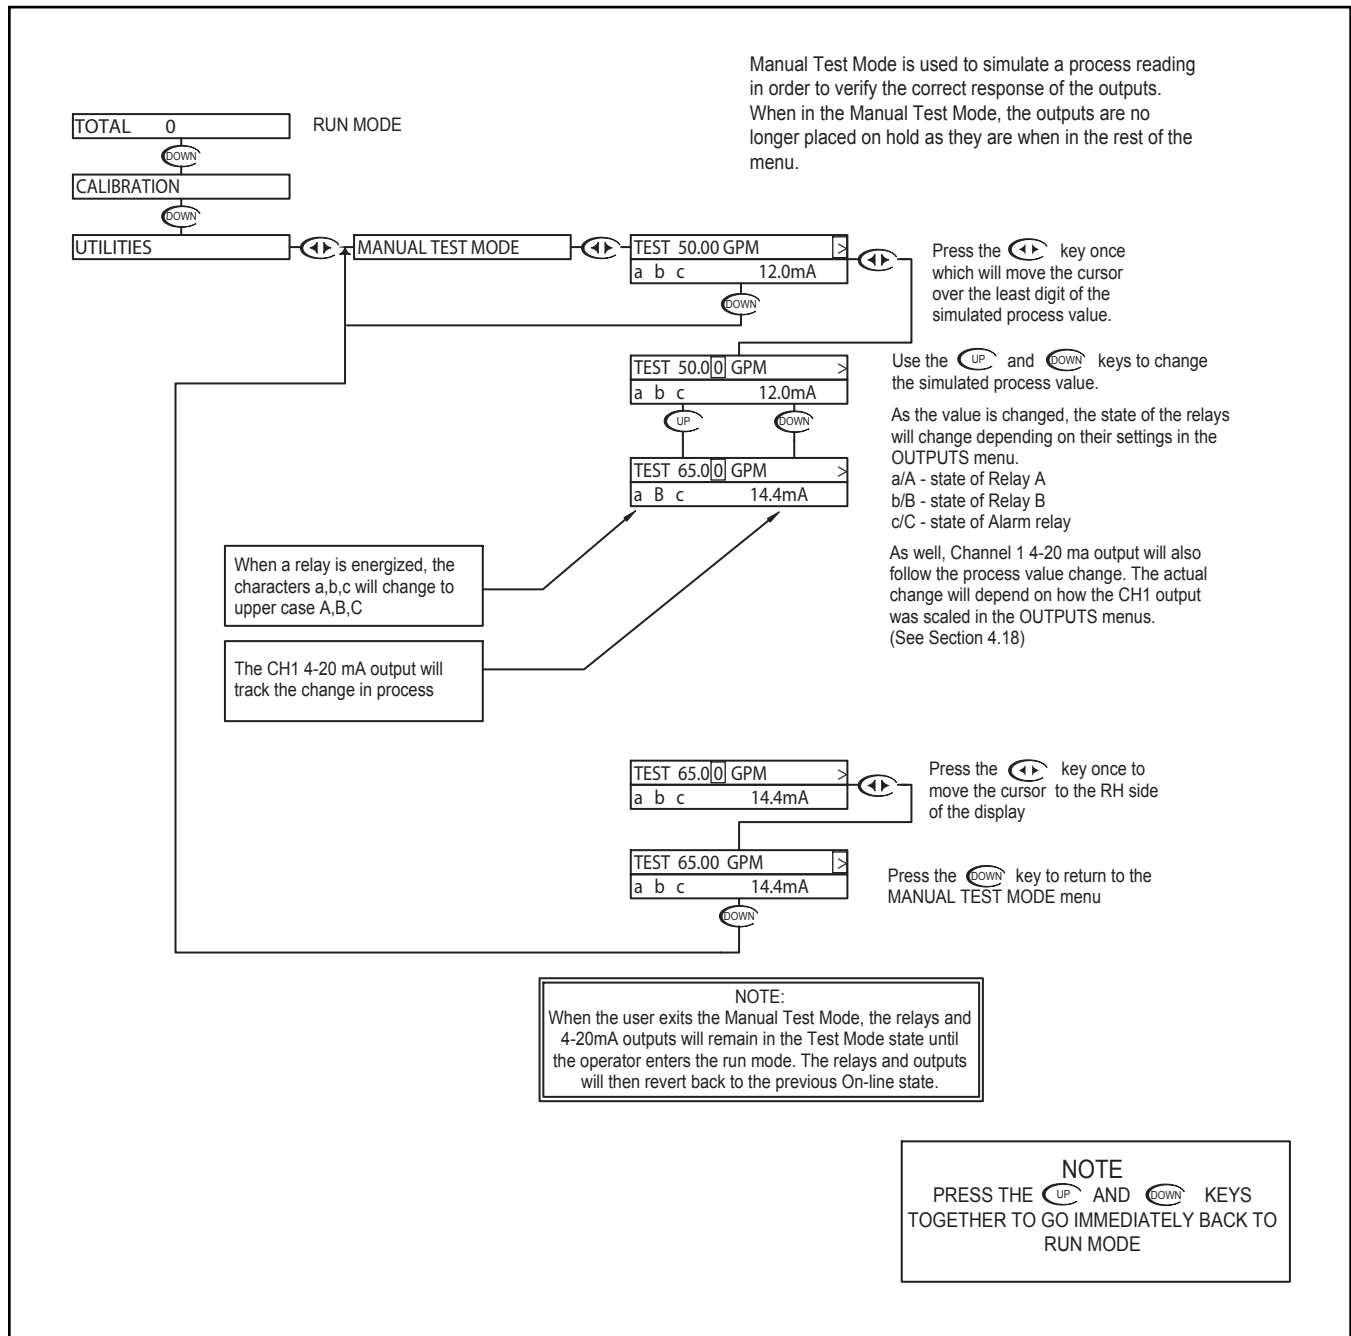 Manual Test Mode is used to simulate a process reading
in order to verify the correct response of the outputs.
When in the Manual Test Mode, the outputs are no
longer placed on hold as they are when in the rest of the
menu.
TOTAL 0
RUN MODE
DOWN
CALIBRATION
DOWN
UTILITIES
MANUAL TEST MODE
TEST 50.00 GPM >
a b c 12.0mA
DOWN
Press the key once
which will move the cursor
over the least digit of the
simulated process value.
TEST 50.00 GPM >
a b c 12.0mA
UP DOWN
TEST 65.00 GPM >
a B c 14.4mA
Use the UP and DOWN keys to change
the simulated process value.
As the value is changed, the state of the relays
will change depending on their settings in the
OUTPUTS menu.
a/A - state of Relay A
b/B - state of Relay B
c/C - state of Alarm relay
As well, Channel 1 4-20 ma output will also
follow the process value change. The actual
change will depend on how the CH1 output
was scaled in the OUTPUTS menus.
(See Section 4.18)
When a relay is energized, the
characters a,b,c will change to
upper case A,B,C
The CH1 4-20 mA output will
track the change in process
TEST 65.00 GPM >
a b c 14.4mA
Press the key once to
move the cursor to the RH side
of the display
TEST 65.00 GPM >
a b c 14.4mA
DOWN
Press the DOWN key to return to the
MANUAL TEST MODE menu
NOTE:
When the user exits the Manual Test Mode, the relays and
4-20mA outputs will remain in the Test Mode state until
the operator enters the run mode. The relays and outputs
will then revert back to the previous On-line state.
NOTE
PRESS THE UP AND DOWN KEYS
TOGETHER TO GO IMMEDIATELY BACK TO
RUN MODE